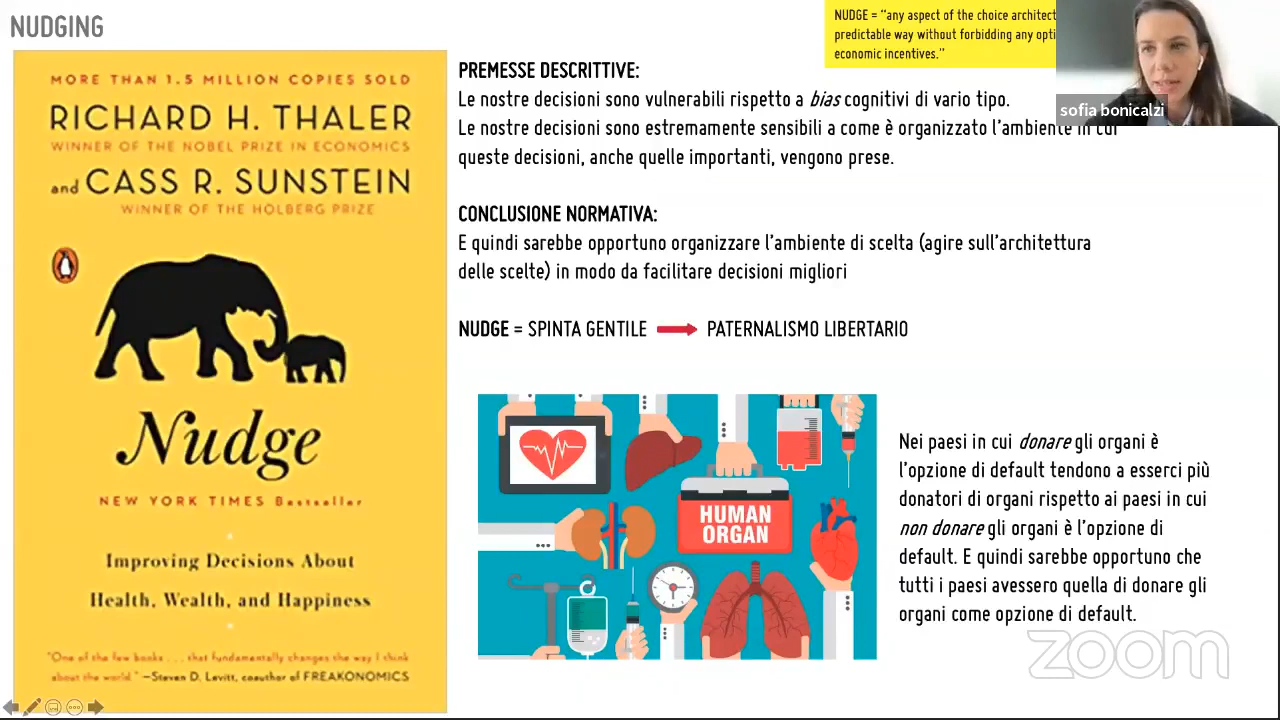 NUDGING
NUDGE = “any aspect of the choice architect
predictable way without forbidding any opti
economic incentives.”
sofia bonicalzi
MORE THAN 1.5 MILLION COPIES SOLD
RICHARD H. THALER
WINNER OF THE NOBEL PRIZE IN ECONOMICS
and CASS R. SUNSTEIN
WINNER OF THE HOLBERG PRIZE
Nudge
NEW YORK TIMES Bestseller
Improving Decisions About
Health, Wealth, and Happiness
"One of the few books . . . that fundamentally changes the way I think
about the world." —Steven D. Levitt, coauthor of FREAKONOMICS
PREMESSE DESCRITTIVE:
Le nostre decisioni sono vulnerabili rispetto a bias cognitivi di vario tipo.
Le nostre decisioni sono estremamente sensibili a come è organizzato l’ambiente in cui
queste decisioni, anche quelle importanti, vengono prese.
CONCLUSIONE NORMATIVA:
E quindi sarebbe opportuno organizzare l’ambiente di scelta (agire sull’architettura
delle scelte) in modo da facilitare decisioni migliori
NUDGE = SPINTA GENTILE PATERNALISMO LIBERTARIO
HUMAN
ORGAN
Nei paesi in cui donare gli organi è
l’opzione di default tendono a esserci più
donatori di organi rispetto ai paesi in cui
non donare gli organi è l’opzione di
default. E quindi sarebbe opportuno che
tutti i paesi avessero quella di donare gli
organi come opzione di default.
zoom